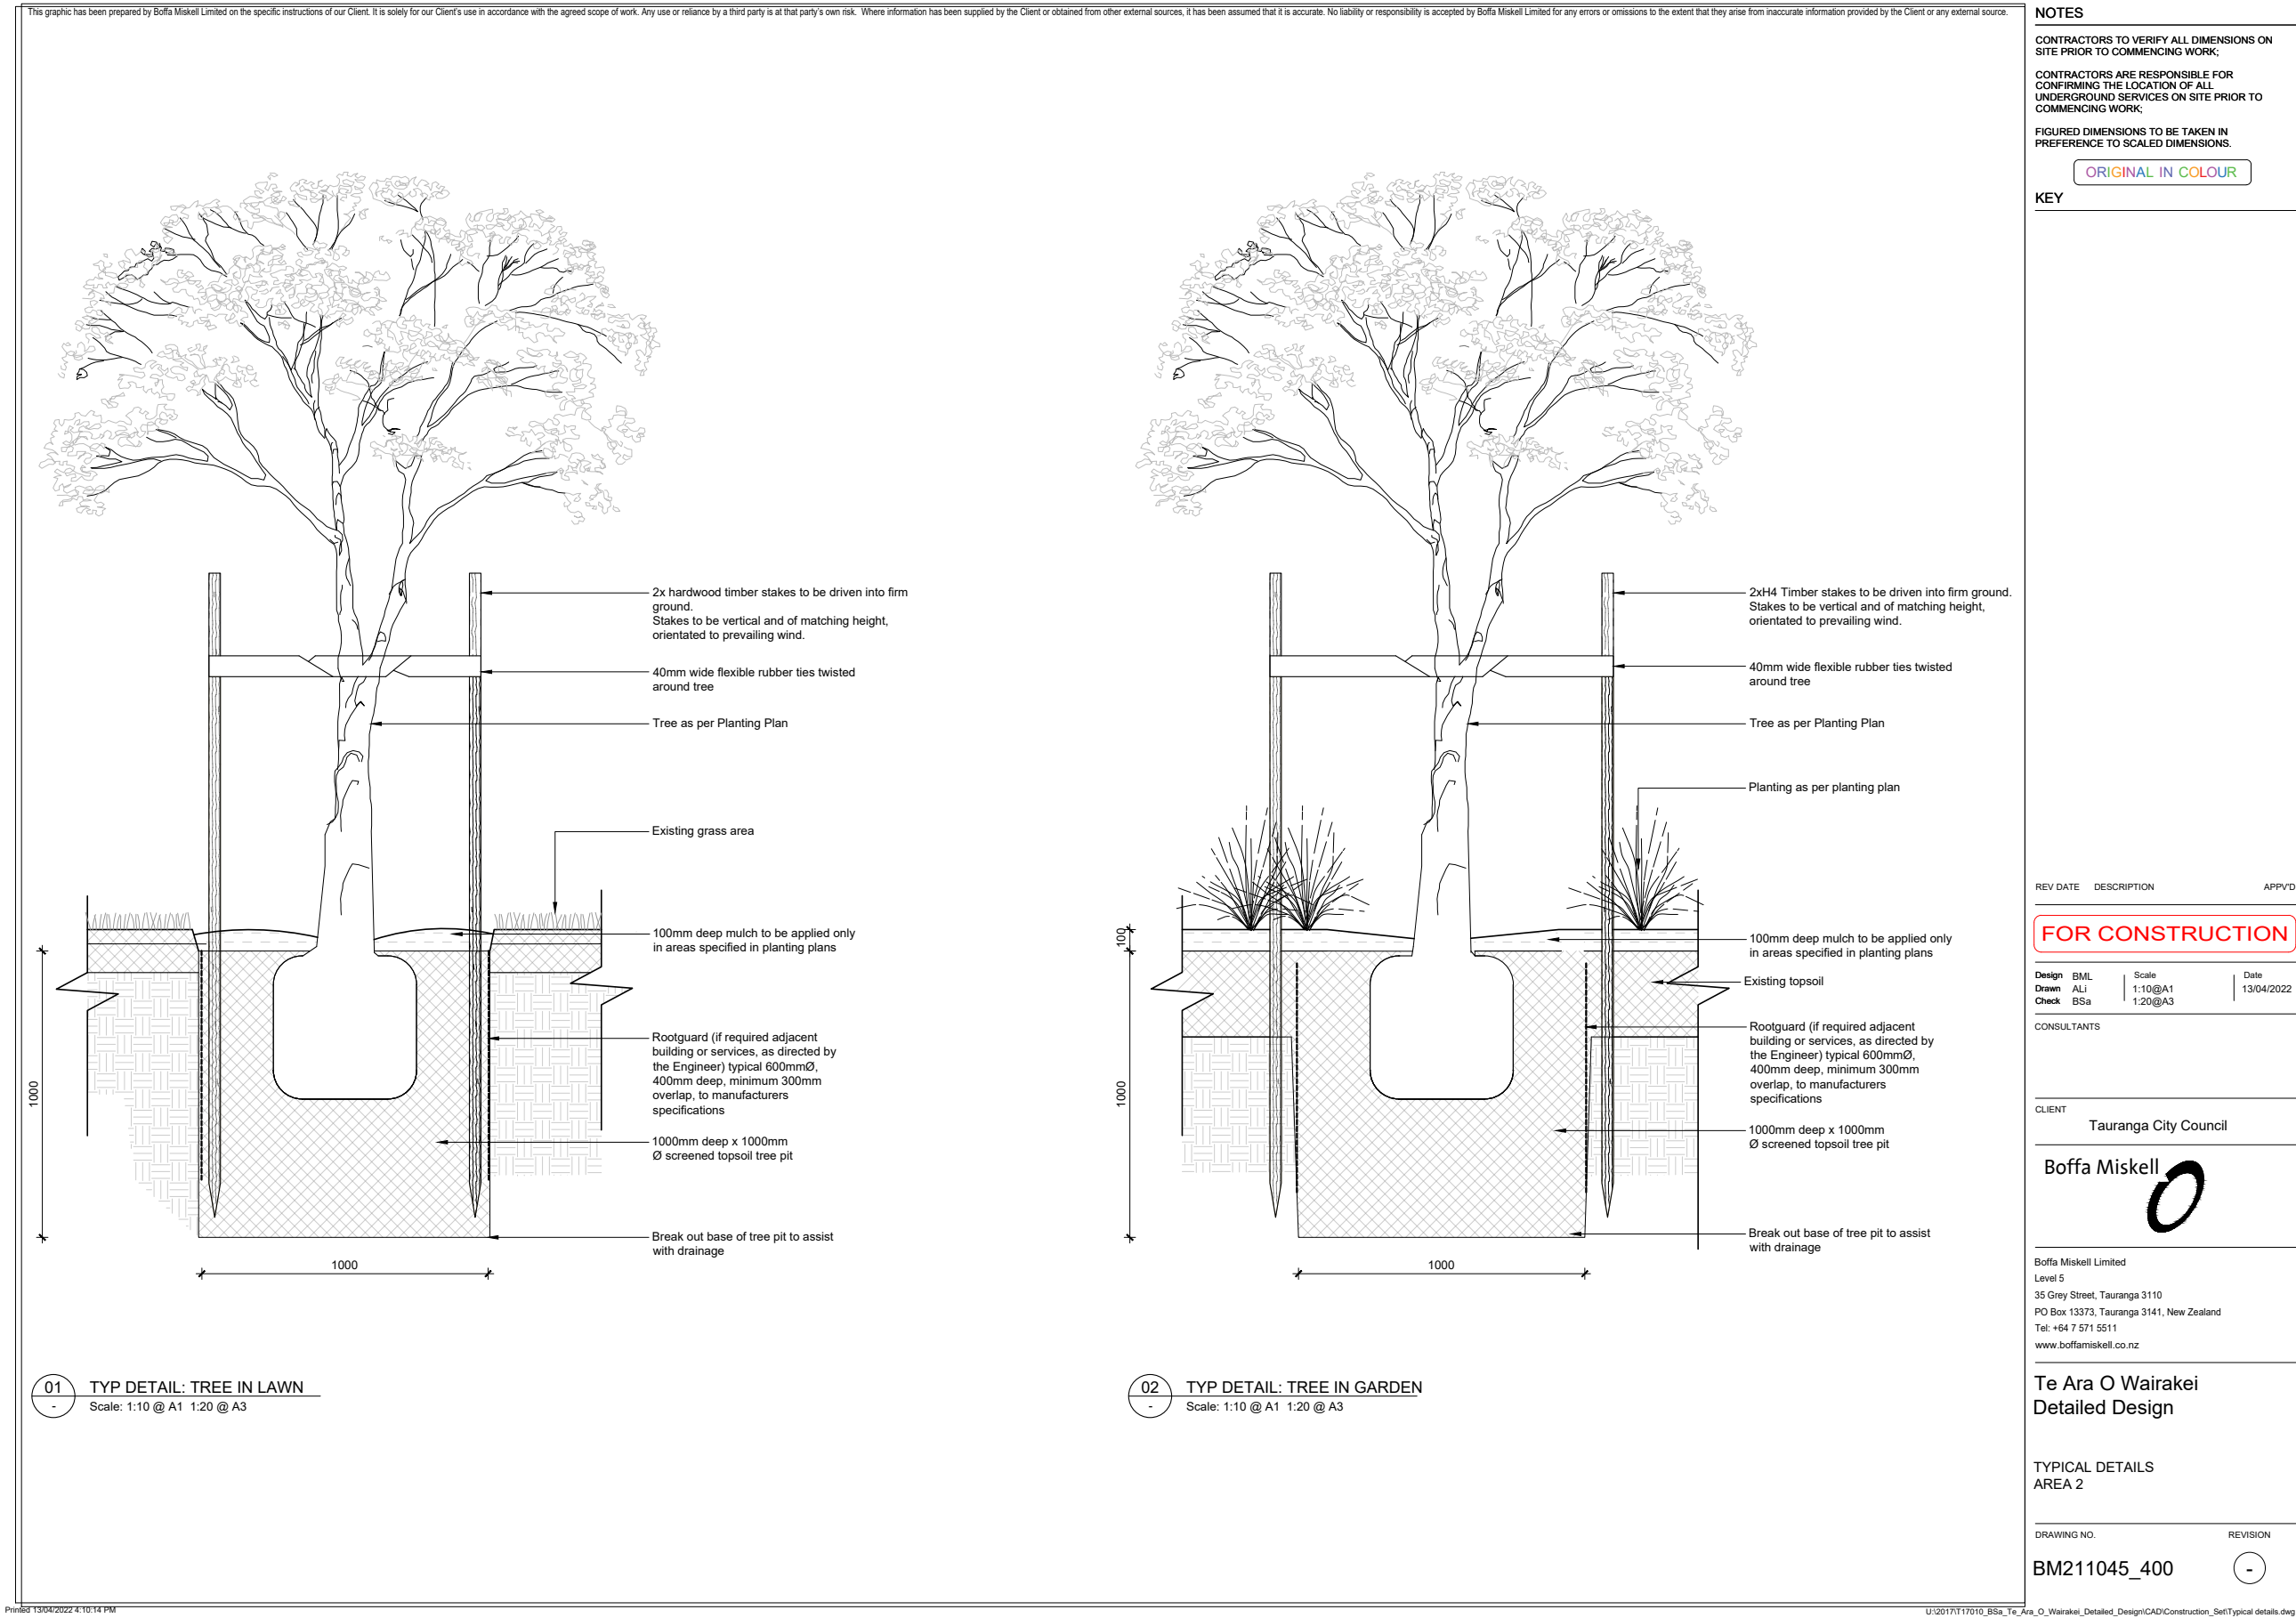 This graphic has been prepared by Boffa Miskell Limited on the specific instructions of our Client. It is solely for our Client's use in accordance with the agreed scope of work. Any use or reliance by a third party is at that party's own risk. Where information has been supplied by the Client or obtained from other external sources, it has been assumed that it is accurate. No liability or responsibility is accepted by Boffa Miskell Limited for any errors or omissions to the extent that they arise from inaccurate information provided by the Client or any external source.
2x hardwood timber stakes to be driven into firm
ground.
Stakes to be vertical and of matching height,
orientated to prevailing wind.
40mm wide flexible rubber ties twisted
around tree
Tree as per Planting Plan
Existing grass area
100mm deep mulch to be applied only
in areas specified in planting plans
Rootguard (if required adjacent
building or services, as directed by
the Engineer) typical 600mmØ,
400mm deep, minimum 300mm
overlap, to manufacturers
specifications
1000mm deep x 1000mm
Ø screened topsoil tree pit
Break out base of tree pit to assist
with drainage
1000
1000
01
-
TYP DETAIL: TREE IN LAWN
Scale: 1:10 @ A1 1:20 @ A3
2xH4 Timber stakes to be driven into firm ground.
Stakes to be vertical and of matching height,
orientated to prevailing wind.
40mm wide flexible rubber ties twisted
around tree
Tree as per Planting Plan
Planting as per planting plan
100mm deep mulch to be applied only
in areas specified in planting plans
Existing topsoil
Rootguard (if required adjacent
building or services, as directed by
the Engineer) typical 600mmØ,
400mm deep, minimum 300mm
overlap, to manufacturers
specifications
1000mm deep x 1000mm
Ø screened topsoil tree pit
Break out base of tree pit to assist
with drainage
100
1000
1000
02
-
TYP DETAIL: TREE IN GARDEN
Scale: 1:10 @ A1 1:20 @ A3
NOTES
CONTRACTORS TO VERIFY ALL DIMENSIONS ON
SITE PRIOR TO COMMENCING WORK;
CONTRACTORS ARE RESPONSIBLE FOR
CONFIRMING THE LOCATION OF ALL
UNDERGROUND SERVICES ON SITE PRIOR TO
COMMENCING WORK;
FIGURED DIMENSIONS TO BE TAKEN IN
PREFERENCE TO SCALED DIMENSIONS.
ORIGINAL IN COLOUR
KEY
REV DATE DESCRIPTION APPV'D
FOR CONSTRUCTION
Design BML Scale Date
Drawn ALi 1:10@A1 13/04/2022
Check BSa 1:20@A3
CONSULTANTS
CLIENT
Tauranga City Council
Boffa Miskell
Boffa Miskell Limited
Level 5
35 Grey Street, Tauranga 3110
PO Box 13373, Tauranga 3141, New Zealand
Tel: +64 7 571 5511
www.boffamiskell.co.nz
Te Ara O Wairakei
Detailed Design
TYPICAL DETAILS
AREA 2
DRAWING NO. REVISION
BM211045_400 -
Printed 13/04/2022 4:10:14 PM
U:\2017\T17010_BSa_Te_Ara_O_Wairakei_Detailed_Design\CAD\Construction_Set\Typical details.dwg